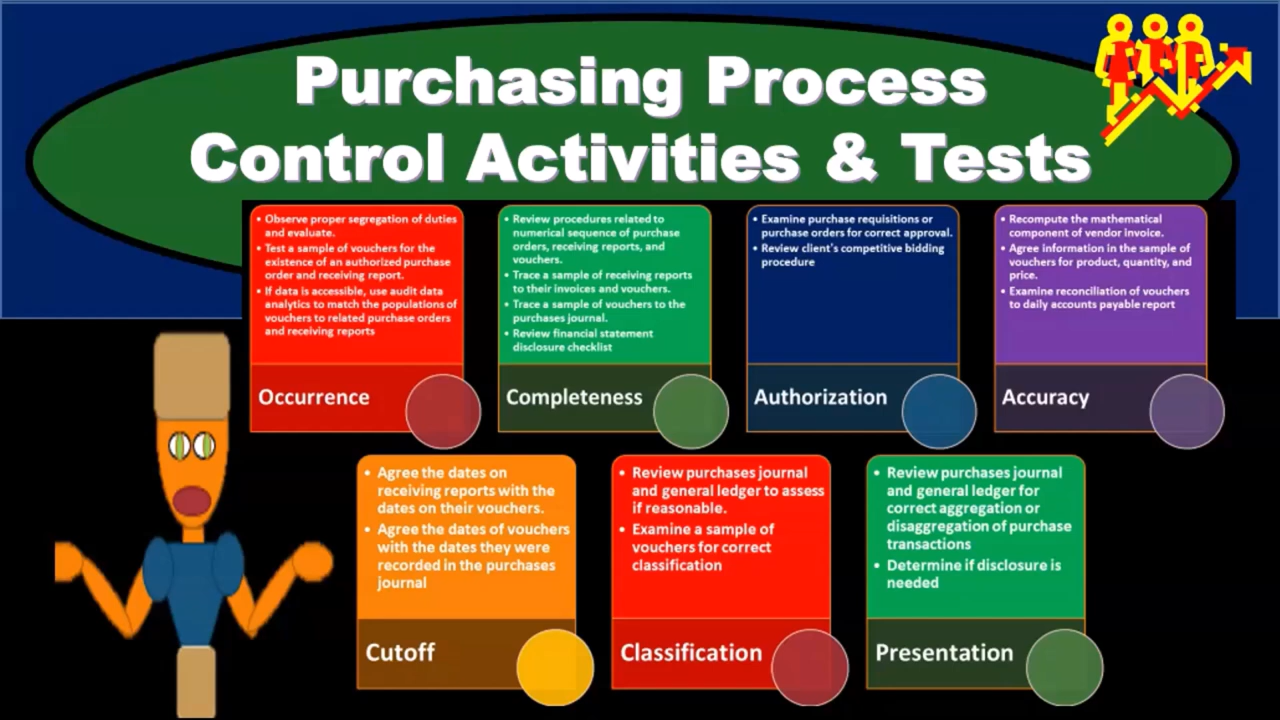 Purchasing Process
Control Activities & Tests
• Observe proper segregation of duties
and evaluate.
• Test a sample of vouchers for the
existence of an authorized purchase
order and receiving report.
• If data is accessible, use audit data
analytics to match the populations of
vouchers to related purchase orders
and receiving reports
Occurrence
• Review procedures related to
numerical sequence of purchase
orders, receiving reports, and
vouchers.
• Trace a sample of receiving reports
to their invoices and vouchers.
• Trace a sample of vouchers to the
purchases journal.
• Review financial statement
disclosure checklist
Completeness
• Examine purchase requisitions or
purchase orders for correct approval.
• Review client's competitive bidding
procedure
Authorization
• Recompute the mathematical
component of vendor invoice.
• Agree information in the sample of
vouchers for product, quantity, and
price.
• Examine reconciliation of vouchers
to daily accounts payable report
Accuracy
• Agree the dates on
receiving reports with the
dates on their vouchers.
• Agree the dates of vouchers
with the dates they were
recorded in the purchases
journal
Cutoff
• Review purchases journal
and general ledger to assess
if reasonable.
• Examine a sample of
vouchers for correct
classification
Classification
• Review purchases journal
and general ledger for
correct aggregation or
disaggregation of purchase
transactions
• Determine if disclosure is
needed
Presentation